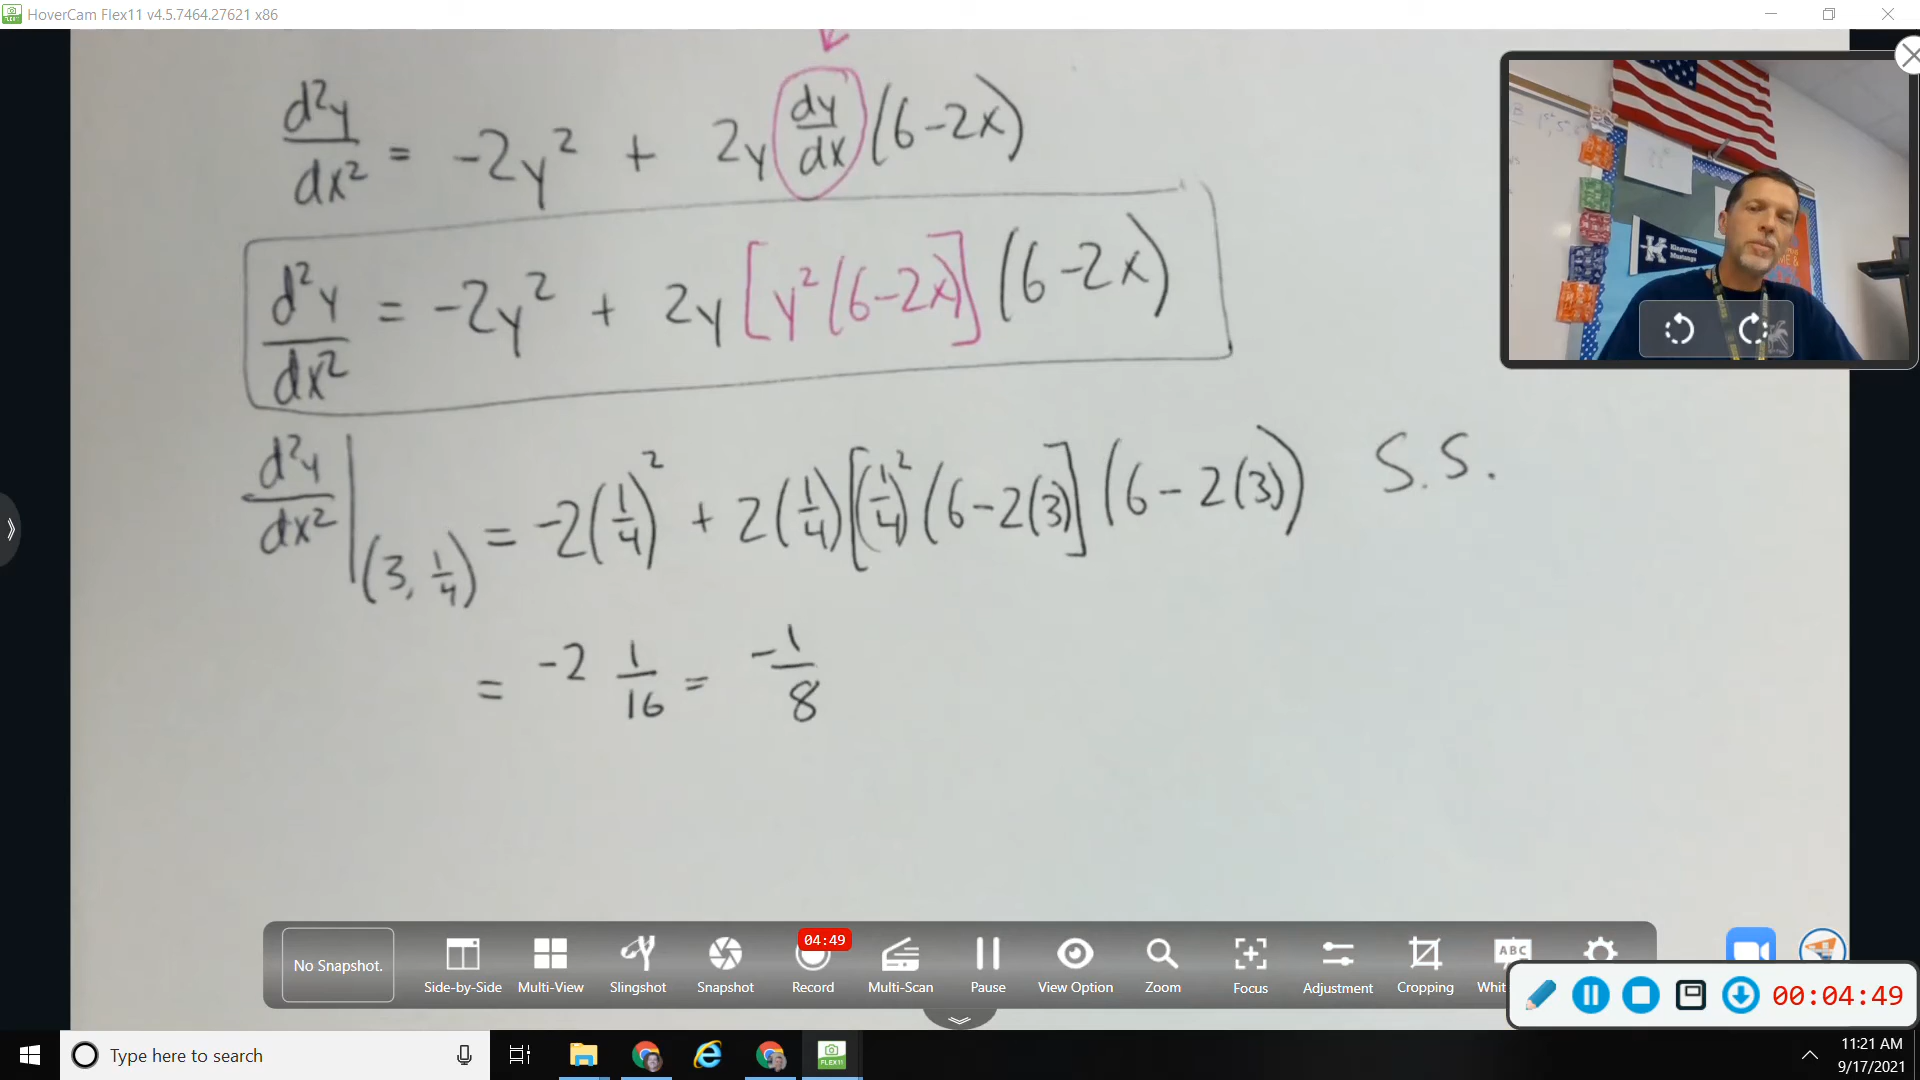 HoverCam Flex11 v4.5.7464.27621 x86
d²y/dx² = -2y² + 2y dy/dx (6-2x)
d²y/dx² = -2y² + 2y [y²(6-2x)] (6-2x)
d²y/dx² |(3, 1/4) = -2(1/4)² + 2(1/4)[(1/4)²(6-2(3)] (6-2(3)) S.S.
= -2 1/16 = -1/8
K Kingwood Mustangs
No Snapshot.
Side-by-Side
Multi-View
Slingshot
Snapshot
04:49
Record
Multi-Scan
Pause
View Option
Zoom
Focus
Adjustment
Cropping
ABC
Whit
00:04:49
Type here to search
FLEX11
11:21 AM
9/17/2021